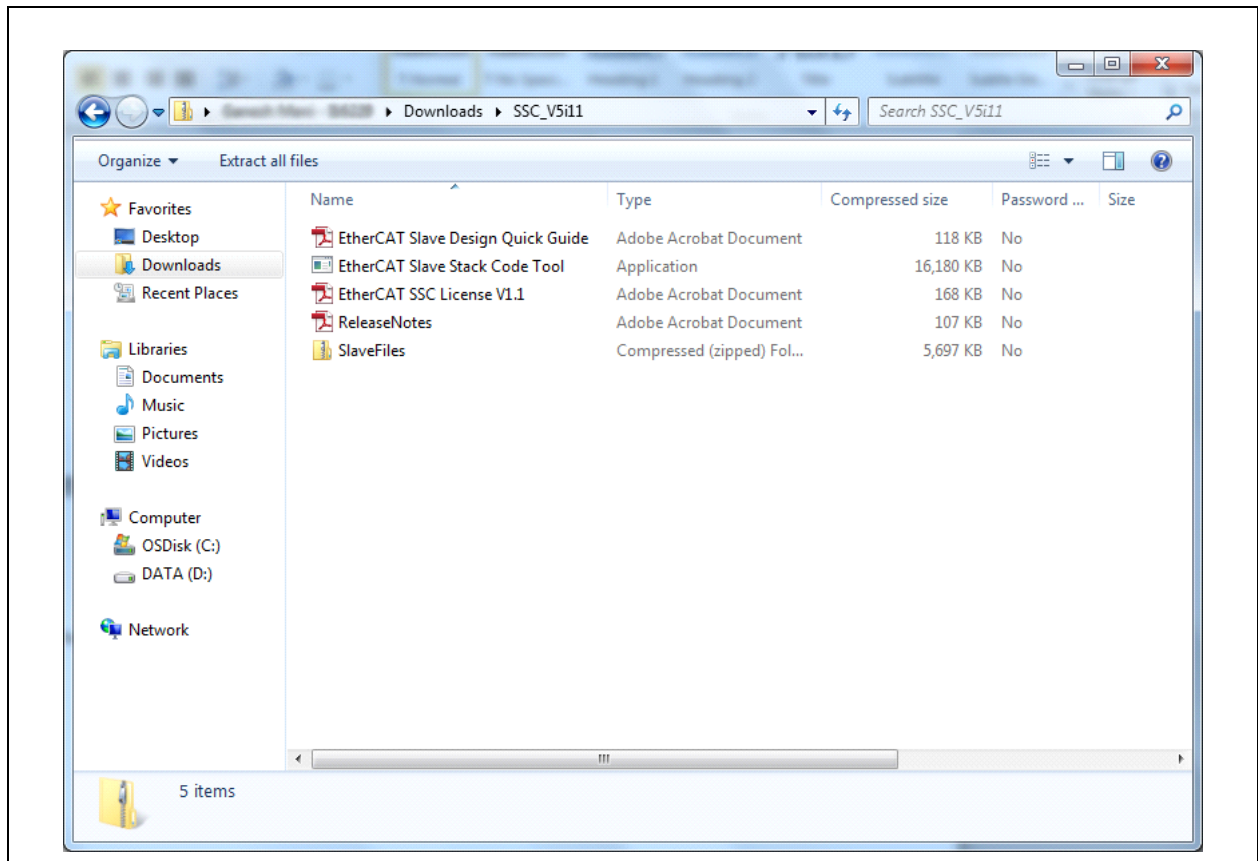 Downloads SSC_V5i11 Search SSC_V5i11
Organize Extract all files
Favorites
Desktop
Downloads
Recent Places
Libraries
Documents
Music
Pictures
Videos
Computer
OSDisk (C:)
DATA (D:)
Network
Name Type Compressed size Password ... Size
EtherCAT Slave Design Quick Guide Adobe Acrobat Document 118 KB No
EtherCAT Slave Stack Code Tool Application 16,180 KB No
EtherCAT SSC License V1.1 Adobe Acrobat Document 168 KB No
ReleaseNotes Adobe Acrobat Document 107 KB No
SlaveFiles Compressed (zipped) Fol... 5,697 KB No
5 items